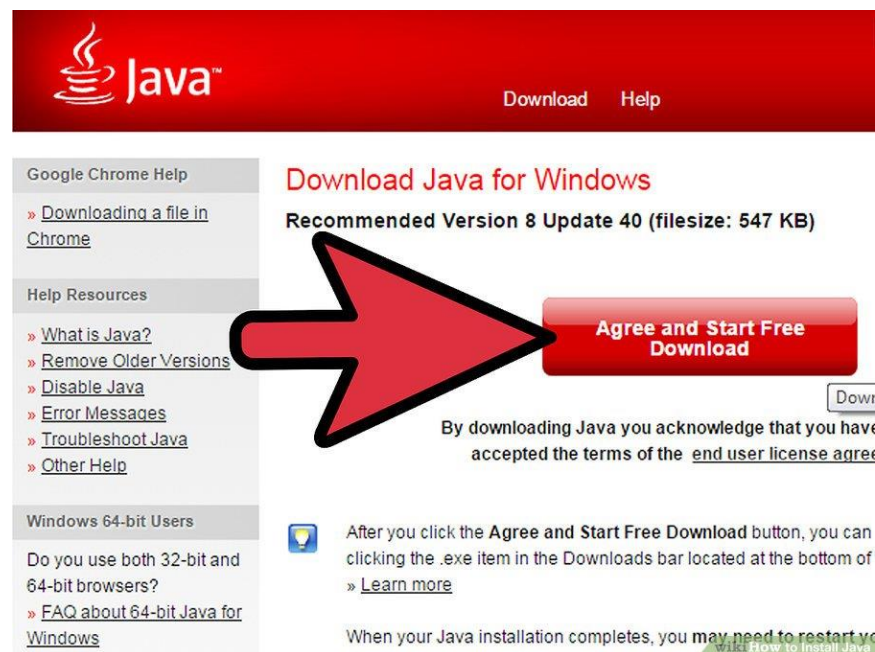 Java™
Download Help
Google Chrome Help
» Downloading a file in
Chrome
Help Resources
» What is Java?
» Remove Older Versions
» Disable Java
» Error Messages
» Troubleshoot Java
» Other Help
Windows 64-bit Users
Do you use both 32-bit and
64-bit browsers?
» FAQ about 64-bit Java for
Windows
Download Java for Windows
Recommended Version 8 Update 40 (filesize: 547 KB)
Agree and Start Free
Download
By downloading Java you acknowledge that you have
accepted the terms of the end user license
After you click the Agree and Start Free Download button, you can
clicking the .exe item in the Downloads bar located at the bottom of
» Learn more
When your Java installation completes, you may need to restart
wikiHow to Install Java